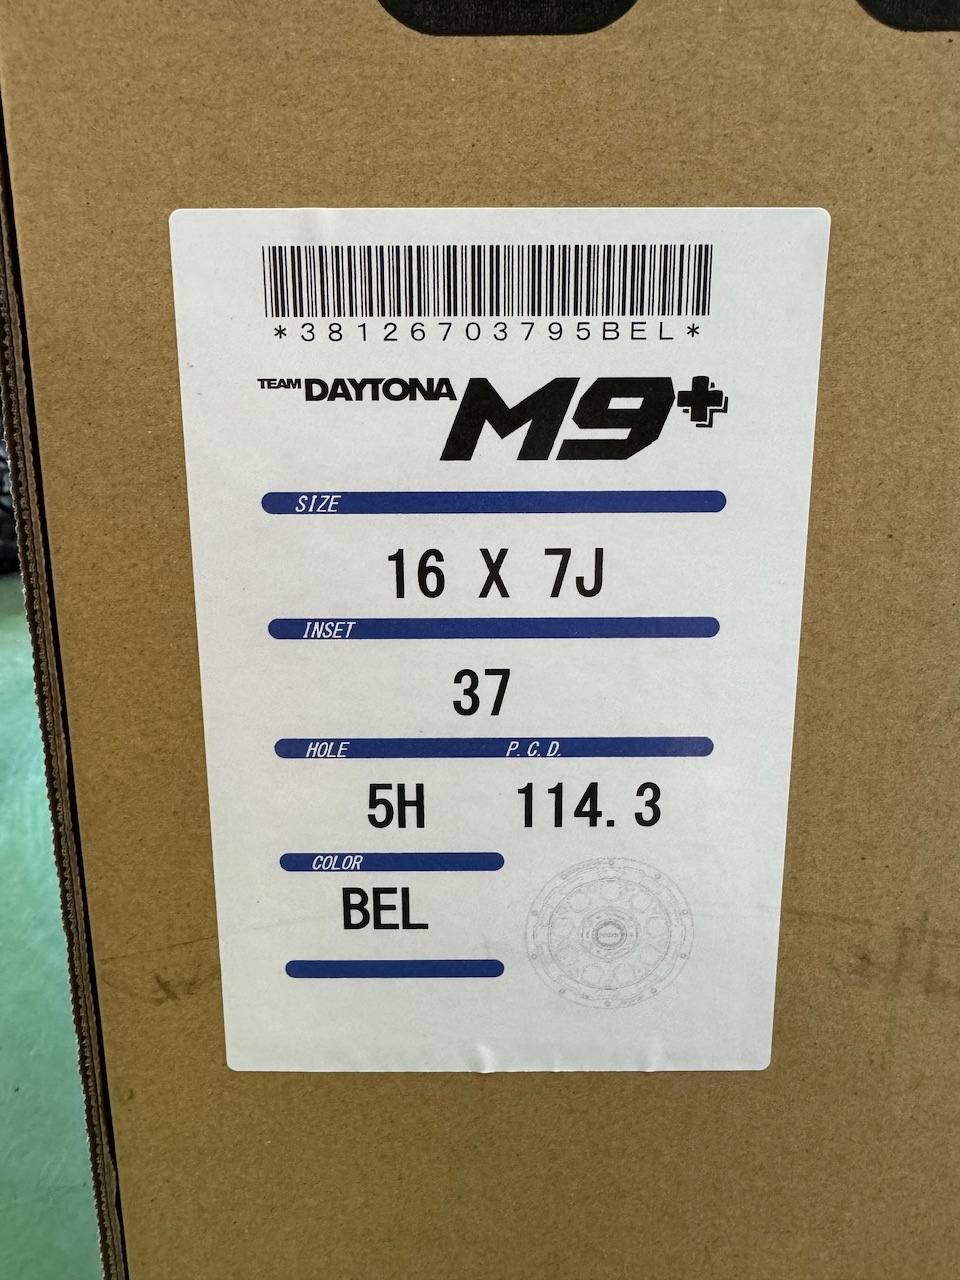 *38126703795BEL*
TEAM DAYTONA M9+
SIZE
16 X 7J
INSET
37
HOLE P.C.D.
5H 114.3
COLOR
BEL